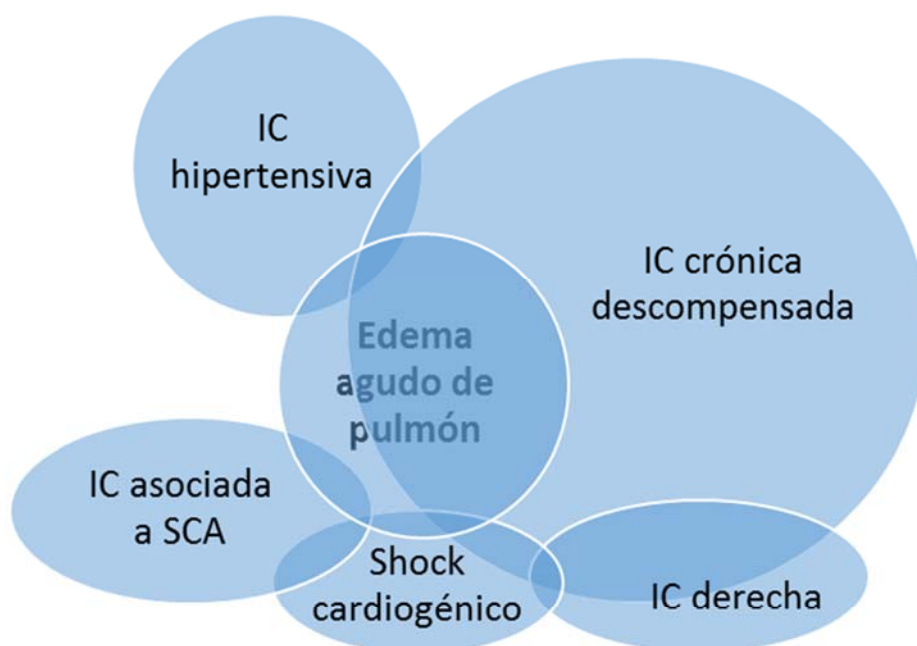 IC
hipertensiva
IC crónica
descompensada
Edema
agudo de
pulmón
IC asociada
a SCA
Shock
cardiogénico
IC derecha